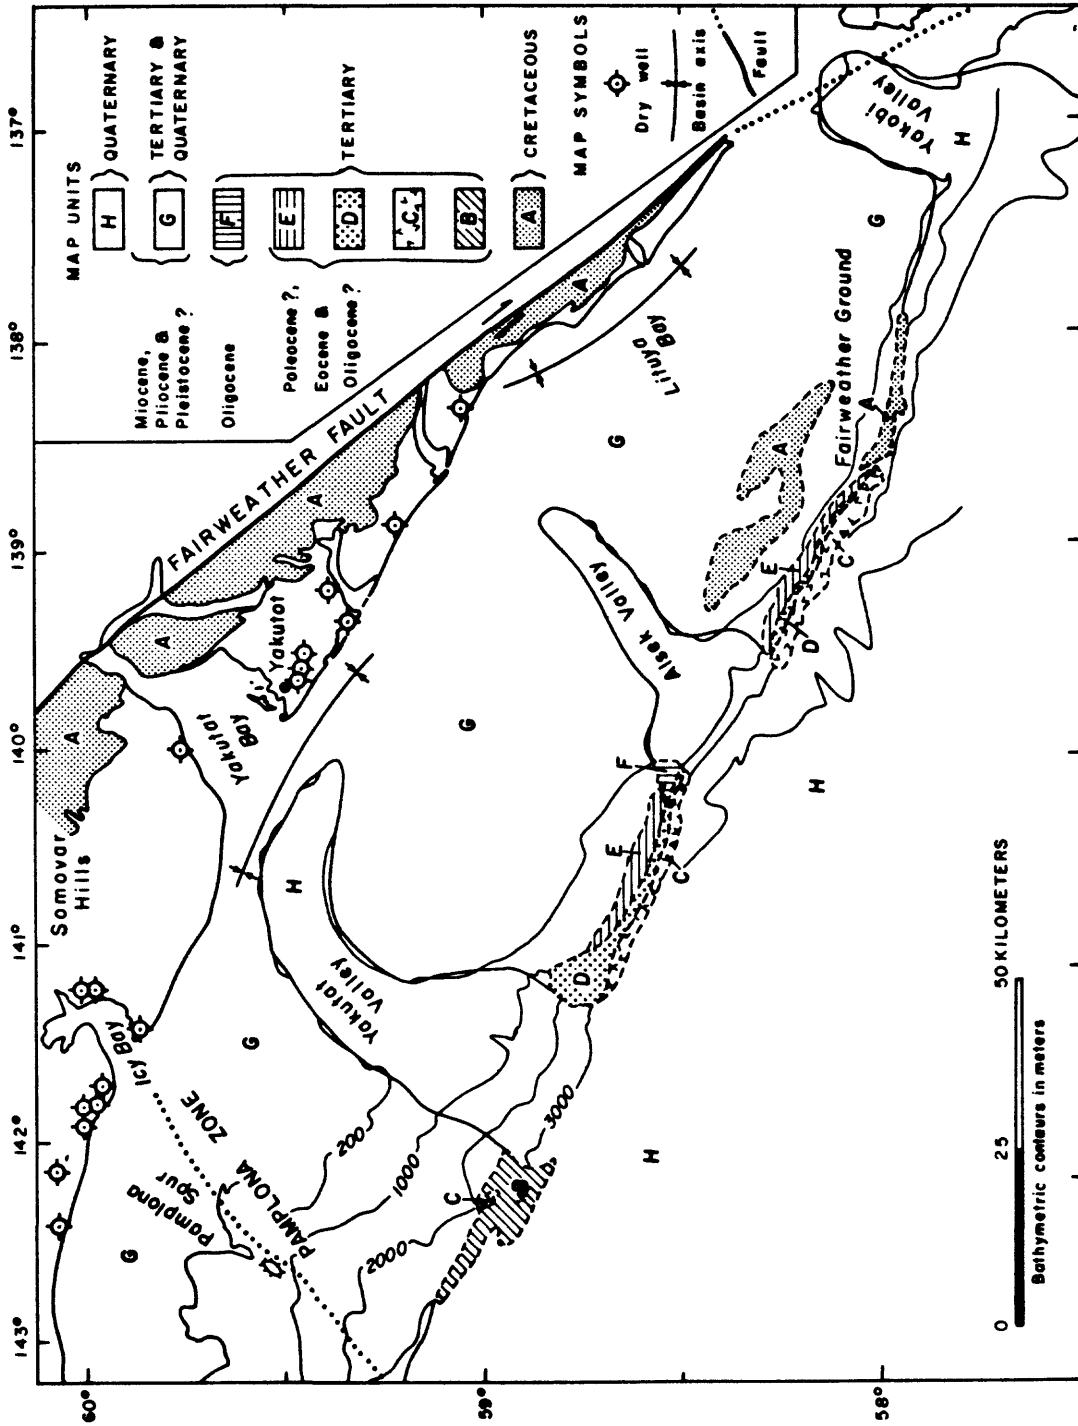 MAP UNITS
H QUATERNARY
Miocene,
Pliocene &
Pleistocene ?
G TERTIARY &
QUATERNARY
Oligocene
F
Paleocene ?,
Eocene &
Oligocene ?
E
D
C
B
TERTIARY
A CRETACEOUS
MAP SYMBOLS
Dry well
Basin axis
Fault
137°
138°
139°
140°
141°
142°
143°
60°
59°
58°
FAIRWEATHER FAULT
Samovar
Hills
A
A
A
A
Yakutat
Yakutat
Bay
Icy Bay
PAMPLONA ZONE
Pamplona
Spur
G
G
G
G
G
Lituya
Bay
Yakutat
Valley
H
Alsek Valley
Fairweather Ground
A
A
Yakobi
Valley
H
E
D
C
F
E
C
D
C
B
H
H
200
1000
2000
3000
0 25 50 KILOMETERS
Bathymetric contours in meters